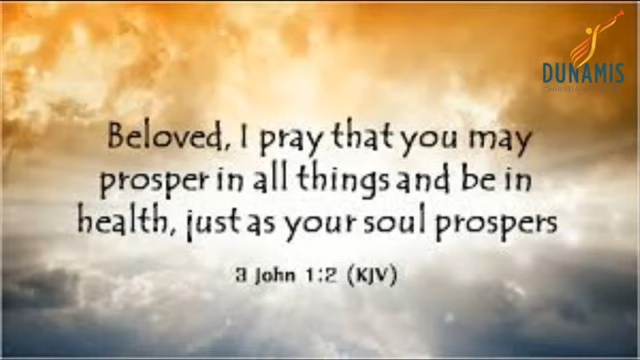 DUNAMIS
Beloved, I pray that you may
prosper in all things and be in
health, just as your soul prospers
3 John 1:2 (KJV)